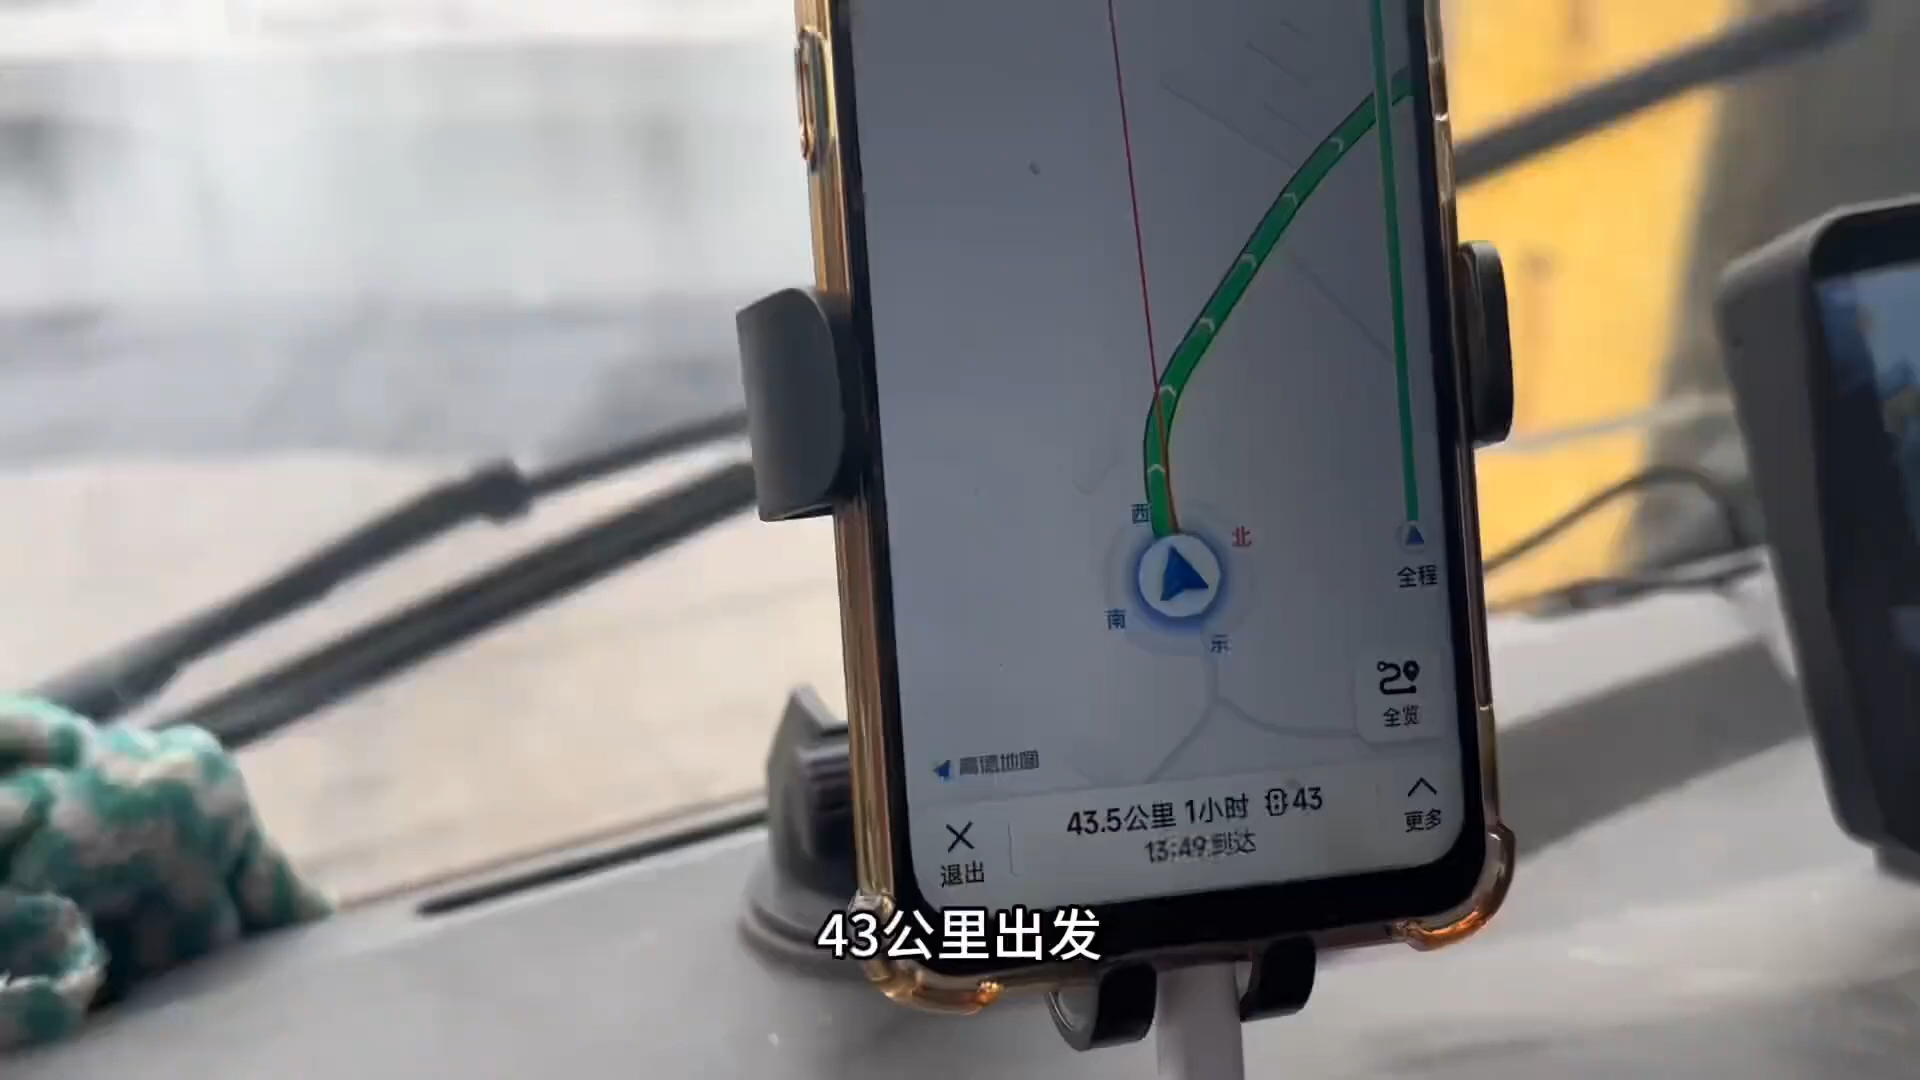 西
北
全程
南
东
全览
高德地图
43.5公里 1小时 43
更多
13:49到达
退出
43公里出发